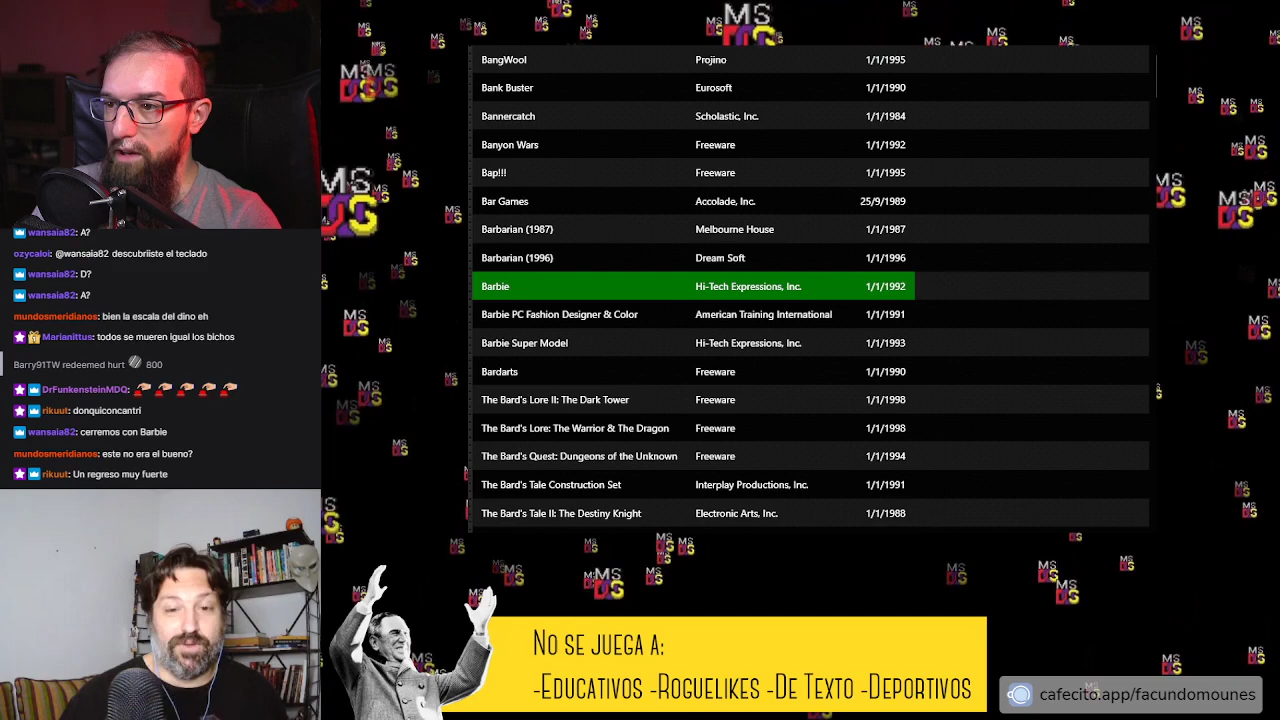 wansaia82: A?
ozycaloi: @wansaia82 descubriiste el teclado
wansaia82: D?
wansaia82: A?
mundosmeridianos: bien la escala del dino eh
Marianittus: todos se mueren igual los bichos
Barry91TW redeemed hurt 800
DrFunkensteinMDQ:
rikuut: donquiconcantri
wansaia82: cerremos con Barbie
mundosmeridianos: este no era el bueno?
rikuut: Un regreso muy fuerte
MS
DOS
BangWool Projino 1/1/1995
Bank Buster Eurosoft 1/1/1990
Bannercatch Scholastic, Inc. 1/1/1984
Banyon Wars Freeware 1/1/1992
Bap!!! Freeware 1/1/1995
Bar Games Accolade, Inc. 25/9/1989
Barbarian (1987) Melbourne House 1/1/1987
Barbarian (1996) Dream Soft 1/1/1996
Barbie Hi-Tech Expressions, Inc. 1/1/1992
Barbie PC Fashion Designer & Color American Training International 1/1/1991
Barbie Super Model Hi-Tech Expressions, Inc. 1/1/1993
Bardarts Freeware 1/1/1990
The Bard's Lore II: The Dark Tower Freeware 1/1/1998
The Bard's Lore: The Warrior & The Dragon Freeware 1/1/1998
The Bard's Quest: Dungeons of the Unknown Freeware 1/1/1994
The Bard's Tale Construction Set Interplay Productions, Inc. 1/1/1991
The Bard's Tale II: The Destiny Knight Electronic Arts, Inc. 1/1/1988
No se juega a:
-Educativos -Roguelikes -De Texto -Deportivos
cafecito.app/facundomounes